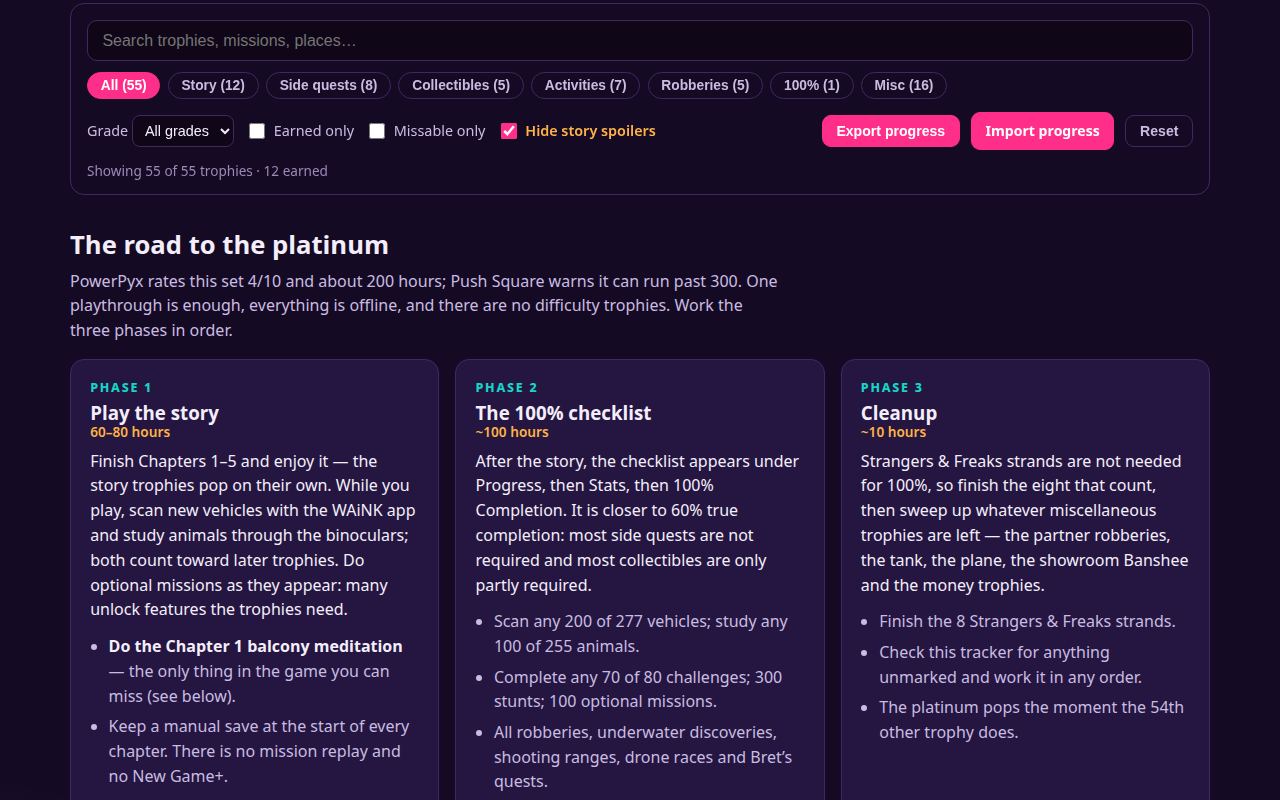 Search trophies, missions, places…
All (55)
Story (12)
Side quests (8)
Collectibles (5)
Activities (7)
Robberies (5)
100% (1)
Misc (16)
Grade
All grades
Earned only
Missable only
Hide story spoilers
Export progress
Import progress
Reset
Showing 55 of 55 trophies · 12 earned
The road to the platinum
PowerPyx rates this set 4/10 and about 200 hours; Push Square warns it can run past 300. One
playthrough is enough, everything is offline, and there are no difficulty trophies. Work the
three phases in order.
PHASE 1
Play the story
60–80 hours
Finish Chapters 1–5 and enjoy it — the
story trophies pop on their own. While you
play, scan new vehicles with the WAiNK app
and study animals through the binoculars;
both count toward later trophies. Do
optional missions as they appear: many
unlock features the trophies need.
• Do the Chapter 1 balcony meditation
— the only thing in the game you can
miss (see below).
• Keep a manual save at the start of every
chapter. There is no mission replay and
no New Game+.
PHASE 2
The 100% checklist
~100 hours
After the story, the checklist appears under
Progress, then Stats, then 100%
Completion. It is closer to 60% true
completion: most side quests are not
required and most collectibles are only
partly required.
• Scan any 200 of 277 vehicles; study any
100 of 255 animals.
• Complete any 70 of 80 challenges; 300
stunts; 100 optional missions.
• All robberies, underwater discoveries,
shooting ranges, drone races and Bret’s
quests.
PHASE 3
Cleanup
~10 hours
Strangers & Freaks strands are not needed
for 100%, so finish the eight that count,
then sweep up whatever miscellaneous
trophies are left — the partner robberies,
the tank, the plane, the showroom Banshee
and the money trophies.
• Finish the 8 Strangers & Freaks strands.
• Check this tracker for anything
unmarked and work it in any order.
• The platinum pops the moment the 54th
other trophy does.